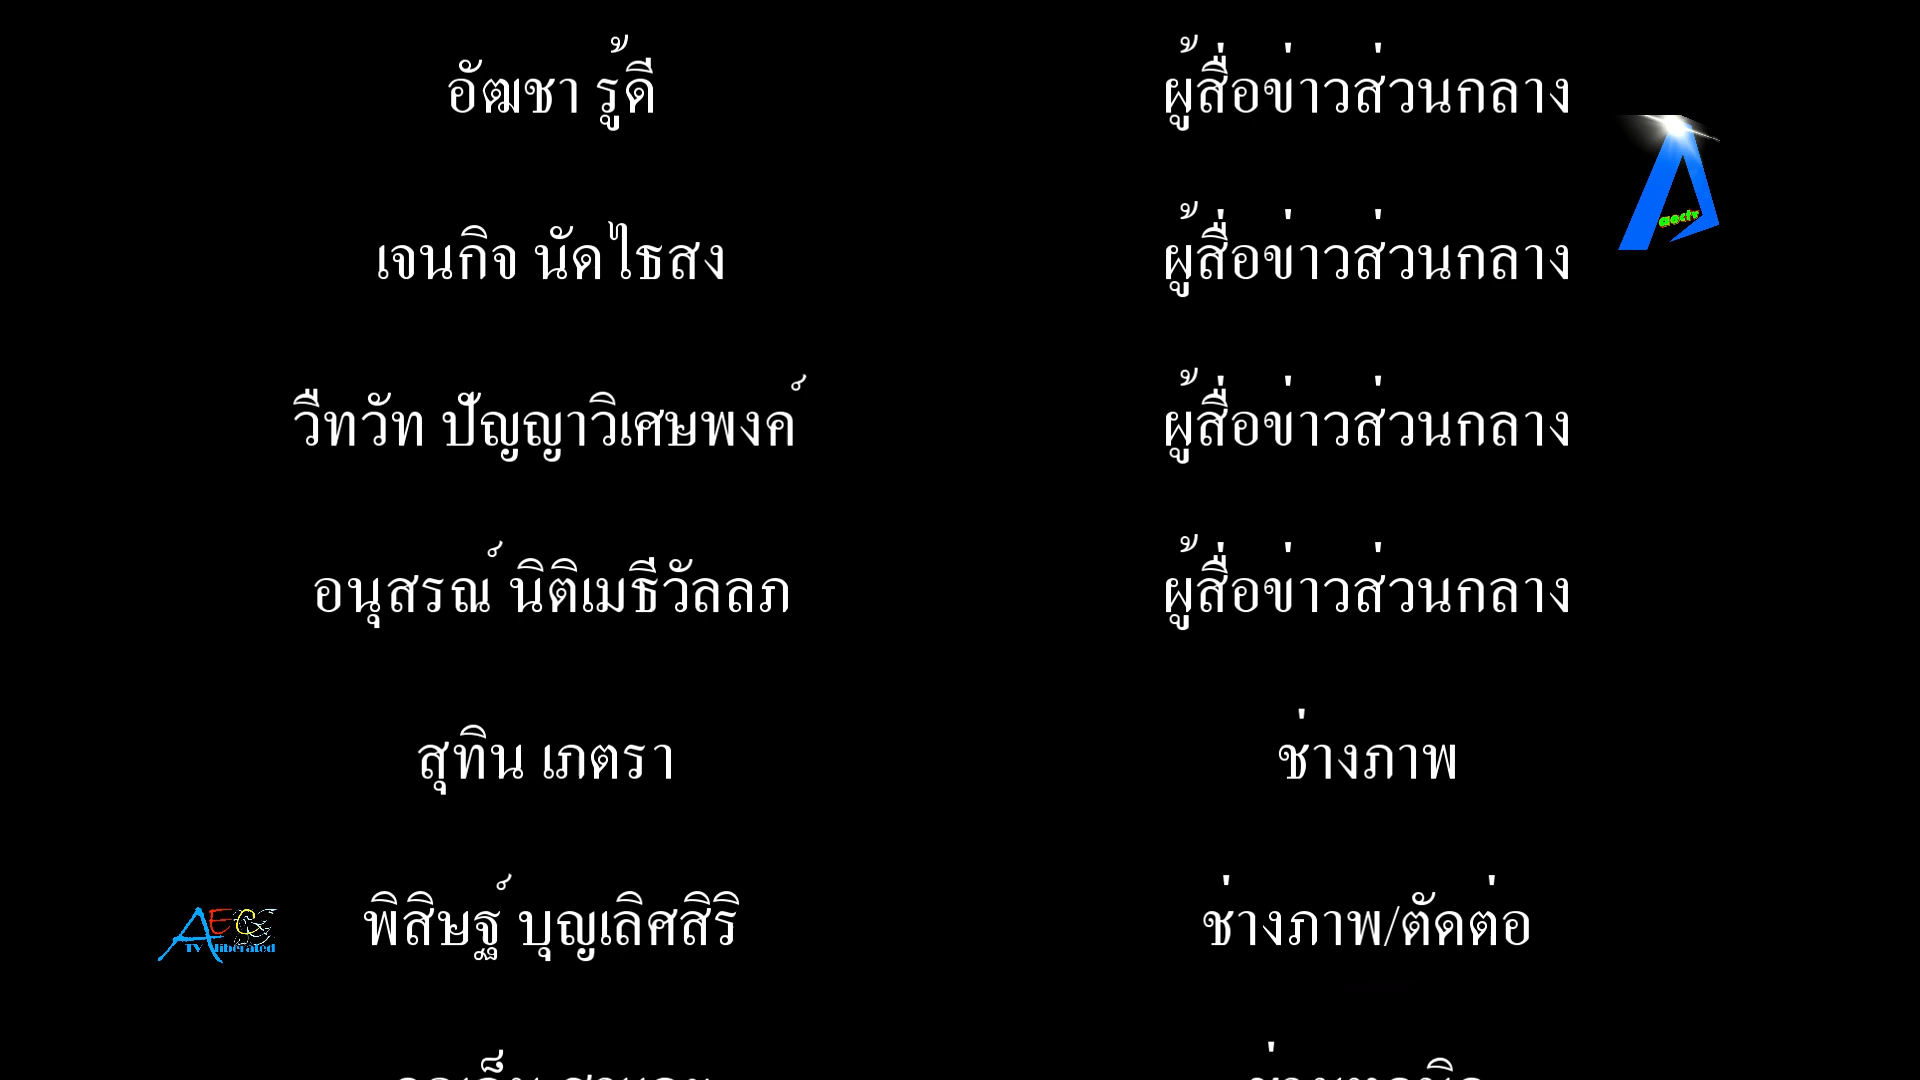 อัฒชา รู้ดี ผู้สื่อข่าวส่วนกลาง
aectv
เจนกิจ นัดไธสง ผู้สื่อข่าวส่วนกลาง
วืทวัท ปัญญาวิเศษพงค์ ผู้สื่อข่าวส่วนกลาง
อนุสรณ์ นิติเมธีวัลลภ ผู้สื่อข่าวส่วนกลาง
สุทิน เภตรา ช่างภาพ
พิสิษฐ์ บุญเลิศสิริ ช่างภาพ/ตัดต่อ
AEC
TV liberated